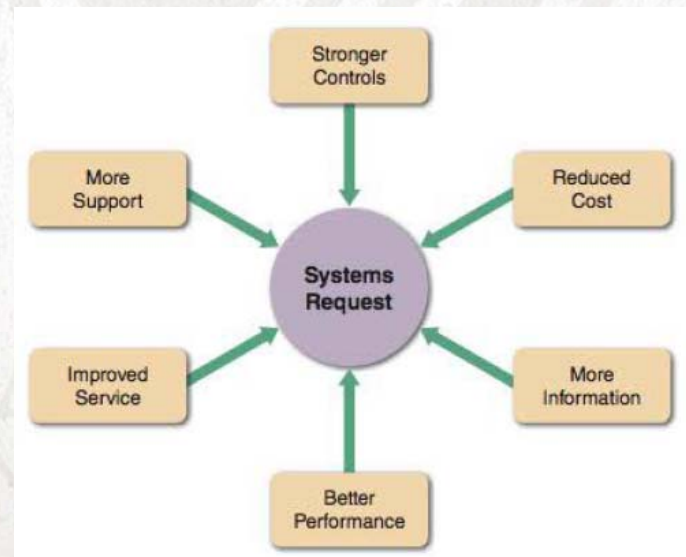 Stronger
Controls
More
Support
Reduced
Cost
Systems
Request
Improved
Service
More
Information
Better
Performance